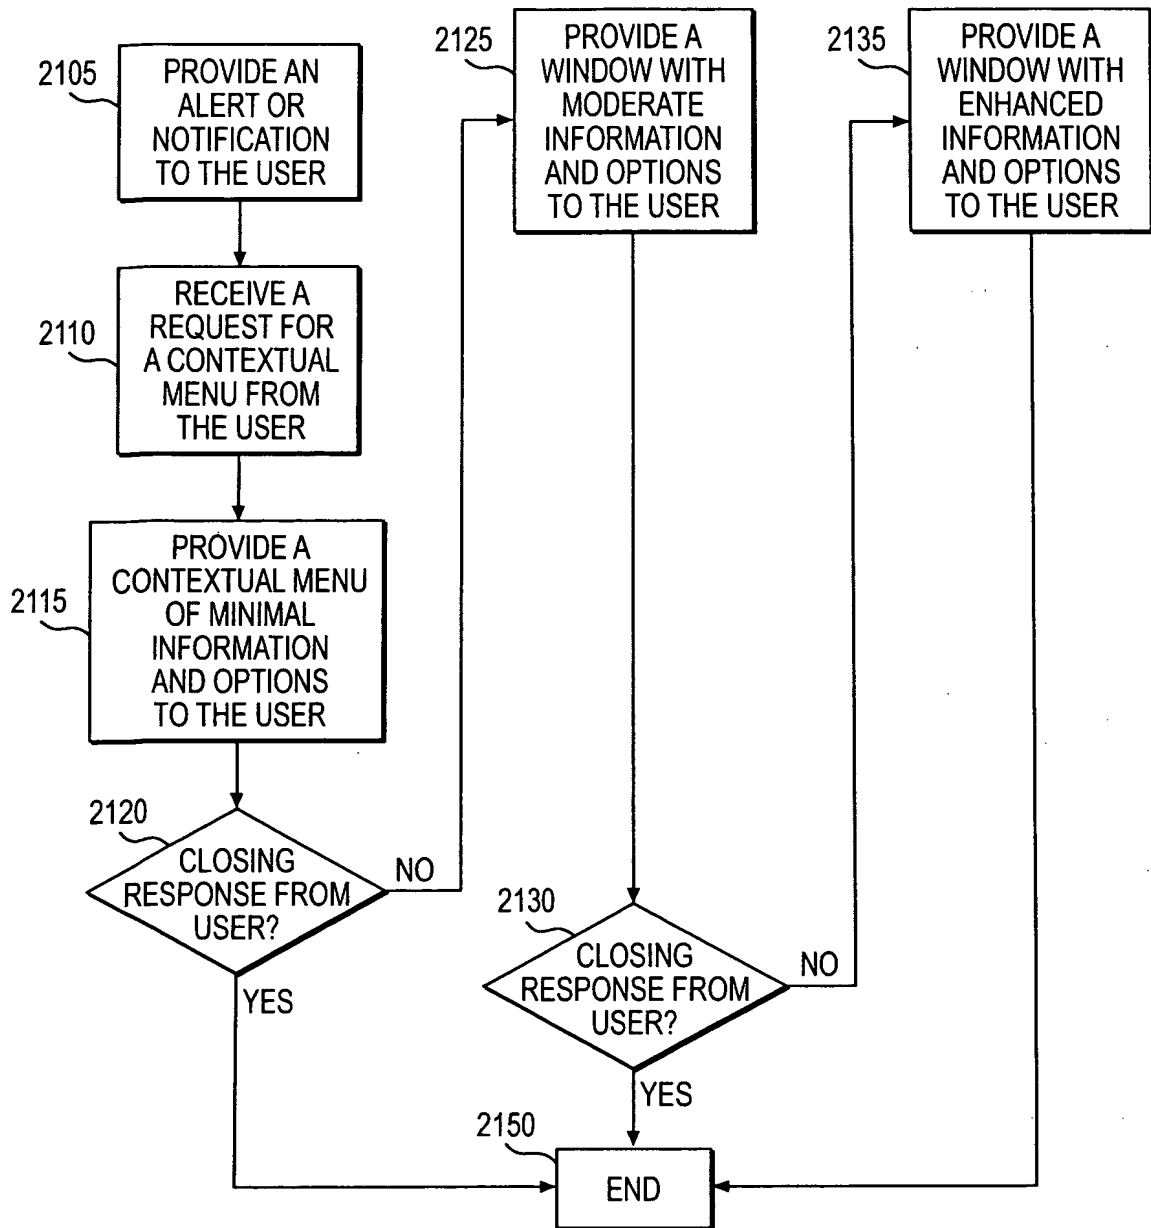 2105
PROVIDE AN
ALERT OR
NOTIFICATION
TO THE USER
2110
RECEIVE A
REQUEST FOR
A CONTEXTUAL
MENU FROM
THE USER
2115
PROVIDE A
CONTEXTUAL MENU
OF MINIMAL
INFORMATION
AND OPTIONS
TO THE USER
2120
CLOSING
RESPONSE FROM
USER?
NO
YES
2125
PROVIDE A
WINDOW WITH
MODERATE
INFORMATION
AND OPTIONS
TO THE USER
2130
CLOSING
RESPONSE FROM
USER?
NO
YES
2135
PROVIDE A
WINDOW WITH
ENHANCED
INFORMATION
AND OPTIONS
TO THE USER
2150
END